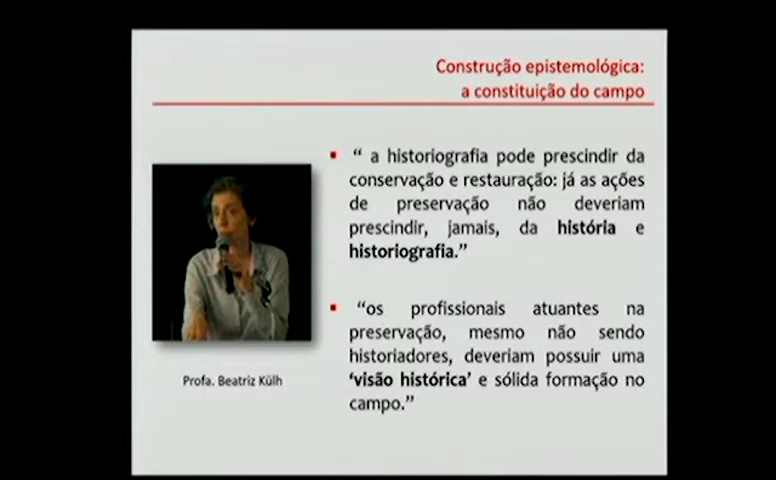 Construção epistemológica:
a constituição do campo
“ a historiografia pode prescindir da
conservação e restauração: já as ações
de preservação não deveriam
prescindir, jamais, da história e
historiografia.”
“os profissionais atuantes na
preservação, mesmo não sendo
historiadores, deveriam possuir uma
‘visão histórica’ e sólida formação no
campo.”
Profa. Beatriz Külh